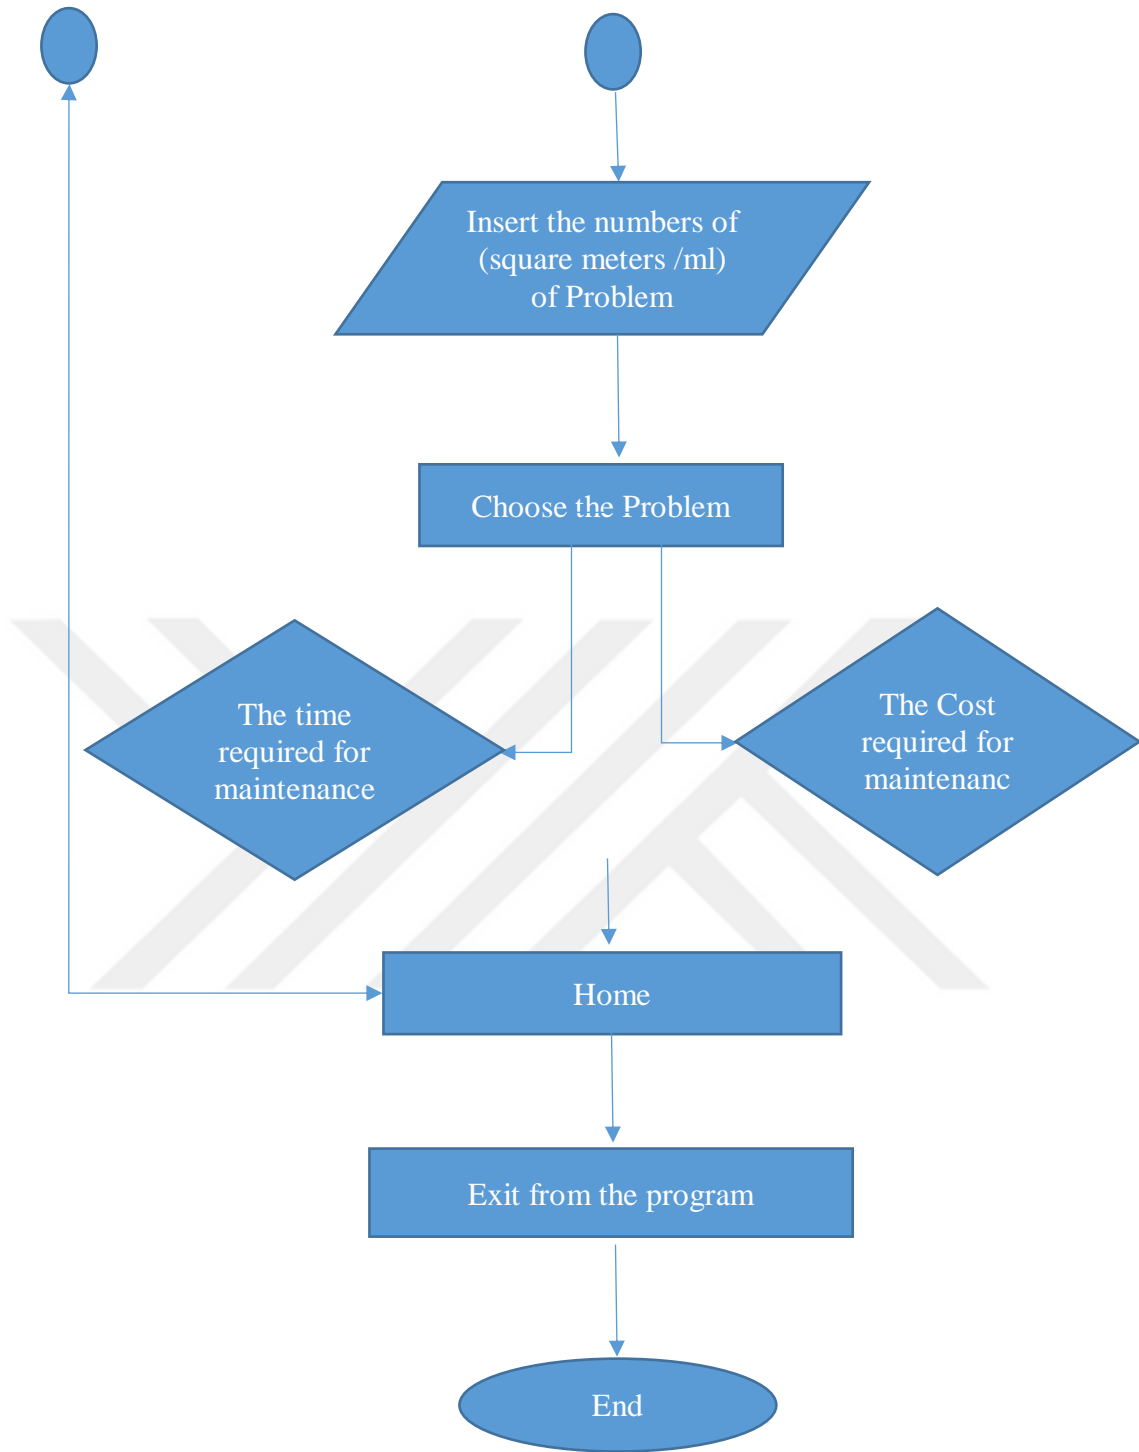 Insert the numbers of
(square meters /ml)
of Problem
Choose the Problem
The time
required for
maintenance
The Cost
required for
maintenanc
Home
Exit from the program
End